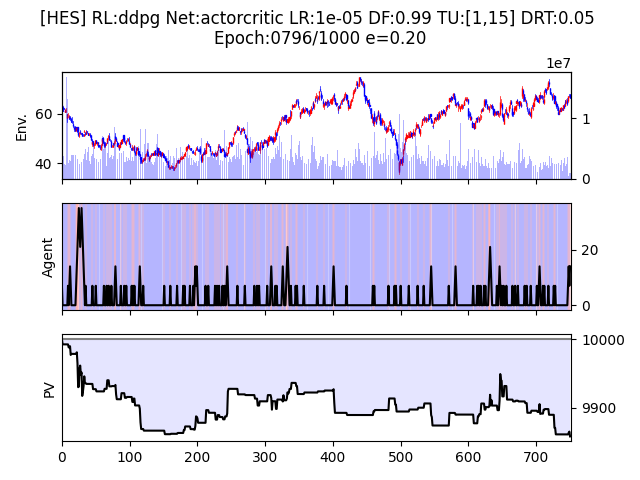 [HES] RL:ddpg Net:actorcritic LR:1e-05 DF:0.99 TU:[1,15] DRT:0.05
Epoch:0796/1000 e=0.20
1e7
Env.
60
40
1
0
Agent
20
0
PV
10000
9900
0 100 200 300 400 500 600 700